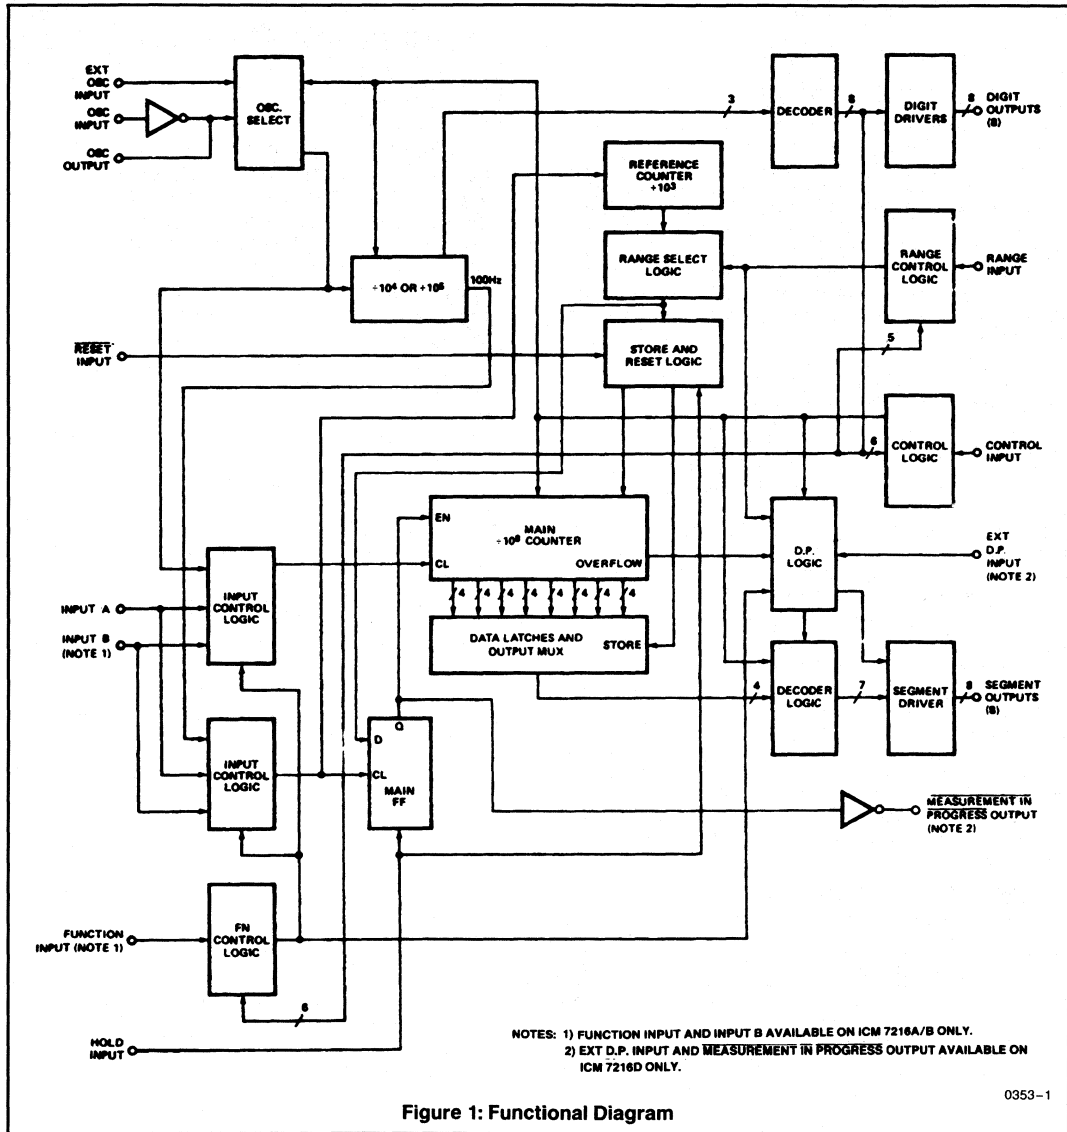 EXT
OSC
INPUT
OSC
INPUT
OSC
OUTPUT
OSC.
SELECT
3
DECODER
8
DIGIT
DRIVERS
8
DIGIT
OUTPUTS
(8)
REFERENCE
COUNTER
÷10³
÷10⁴ OR ÷10⁵
100Hz
RANGE SELECT
LOGIC
RANGE
CONTROL
LOGIC
RANGE
INPUT
RESET
INPUT
STORE AND
RESET LOGIC
5
6
CONTROL
LOGIC
CONTROL
INPUT
EN
MAIN
÷10⁸ COUNTER
CL
OVERFLOW
D.P.
LOGIC
EXT
D.P.
INPUT
(NOTE 2)
4 4 4 4 4 4 4 4
INPUT A
INPUT B
(NOTE 1)
INPUT
CONTROL
LOGIC
DATA LATCHES AND
OUTPUT MUX
STORE
4
DECODER
LOGIC
7
SEGMENT
DRIVER
8
SEGMENT
OUTPUTS
(8)
INPUT
CONTROL
LOGIC
Q
D
CL
MAIN
FF
MEASUREMENT IN
PROGRESS OUTPUT
(NOTE 2)
FUNCTION
INPUT (NOTE 1)
FN
CONTROL
LOGIC
6
HOLD
INPUT
NOTES: 1) FUNCTION INPUT AND INPUT B AVAILABLE ON ICM 7216A/B ONLY.
2) EXT D.P. INPUT AND MEASUREMENT IN PROGRESS OUTPUT AVAILABLE ON
ICM 7216D ONLY.
0353-1
Figure 1: Functional Diagram